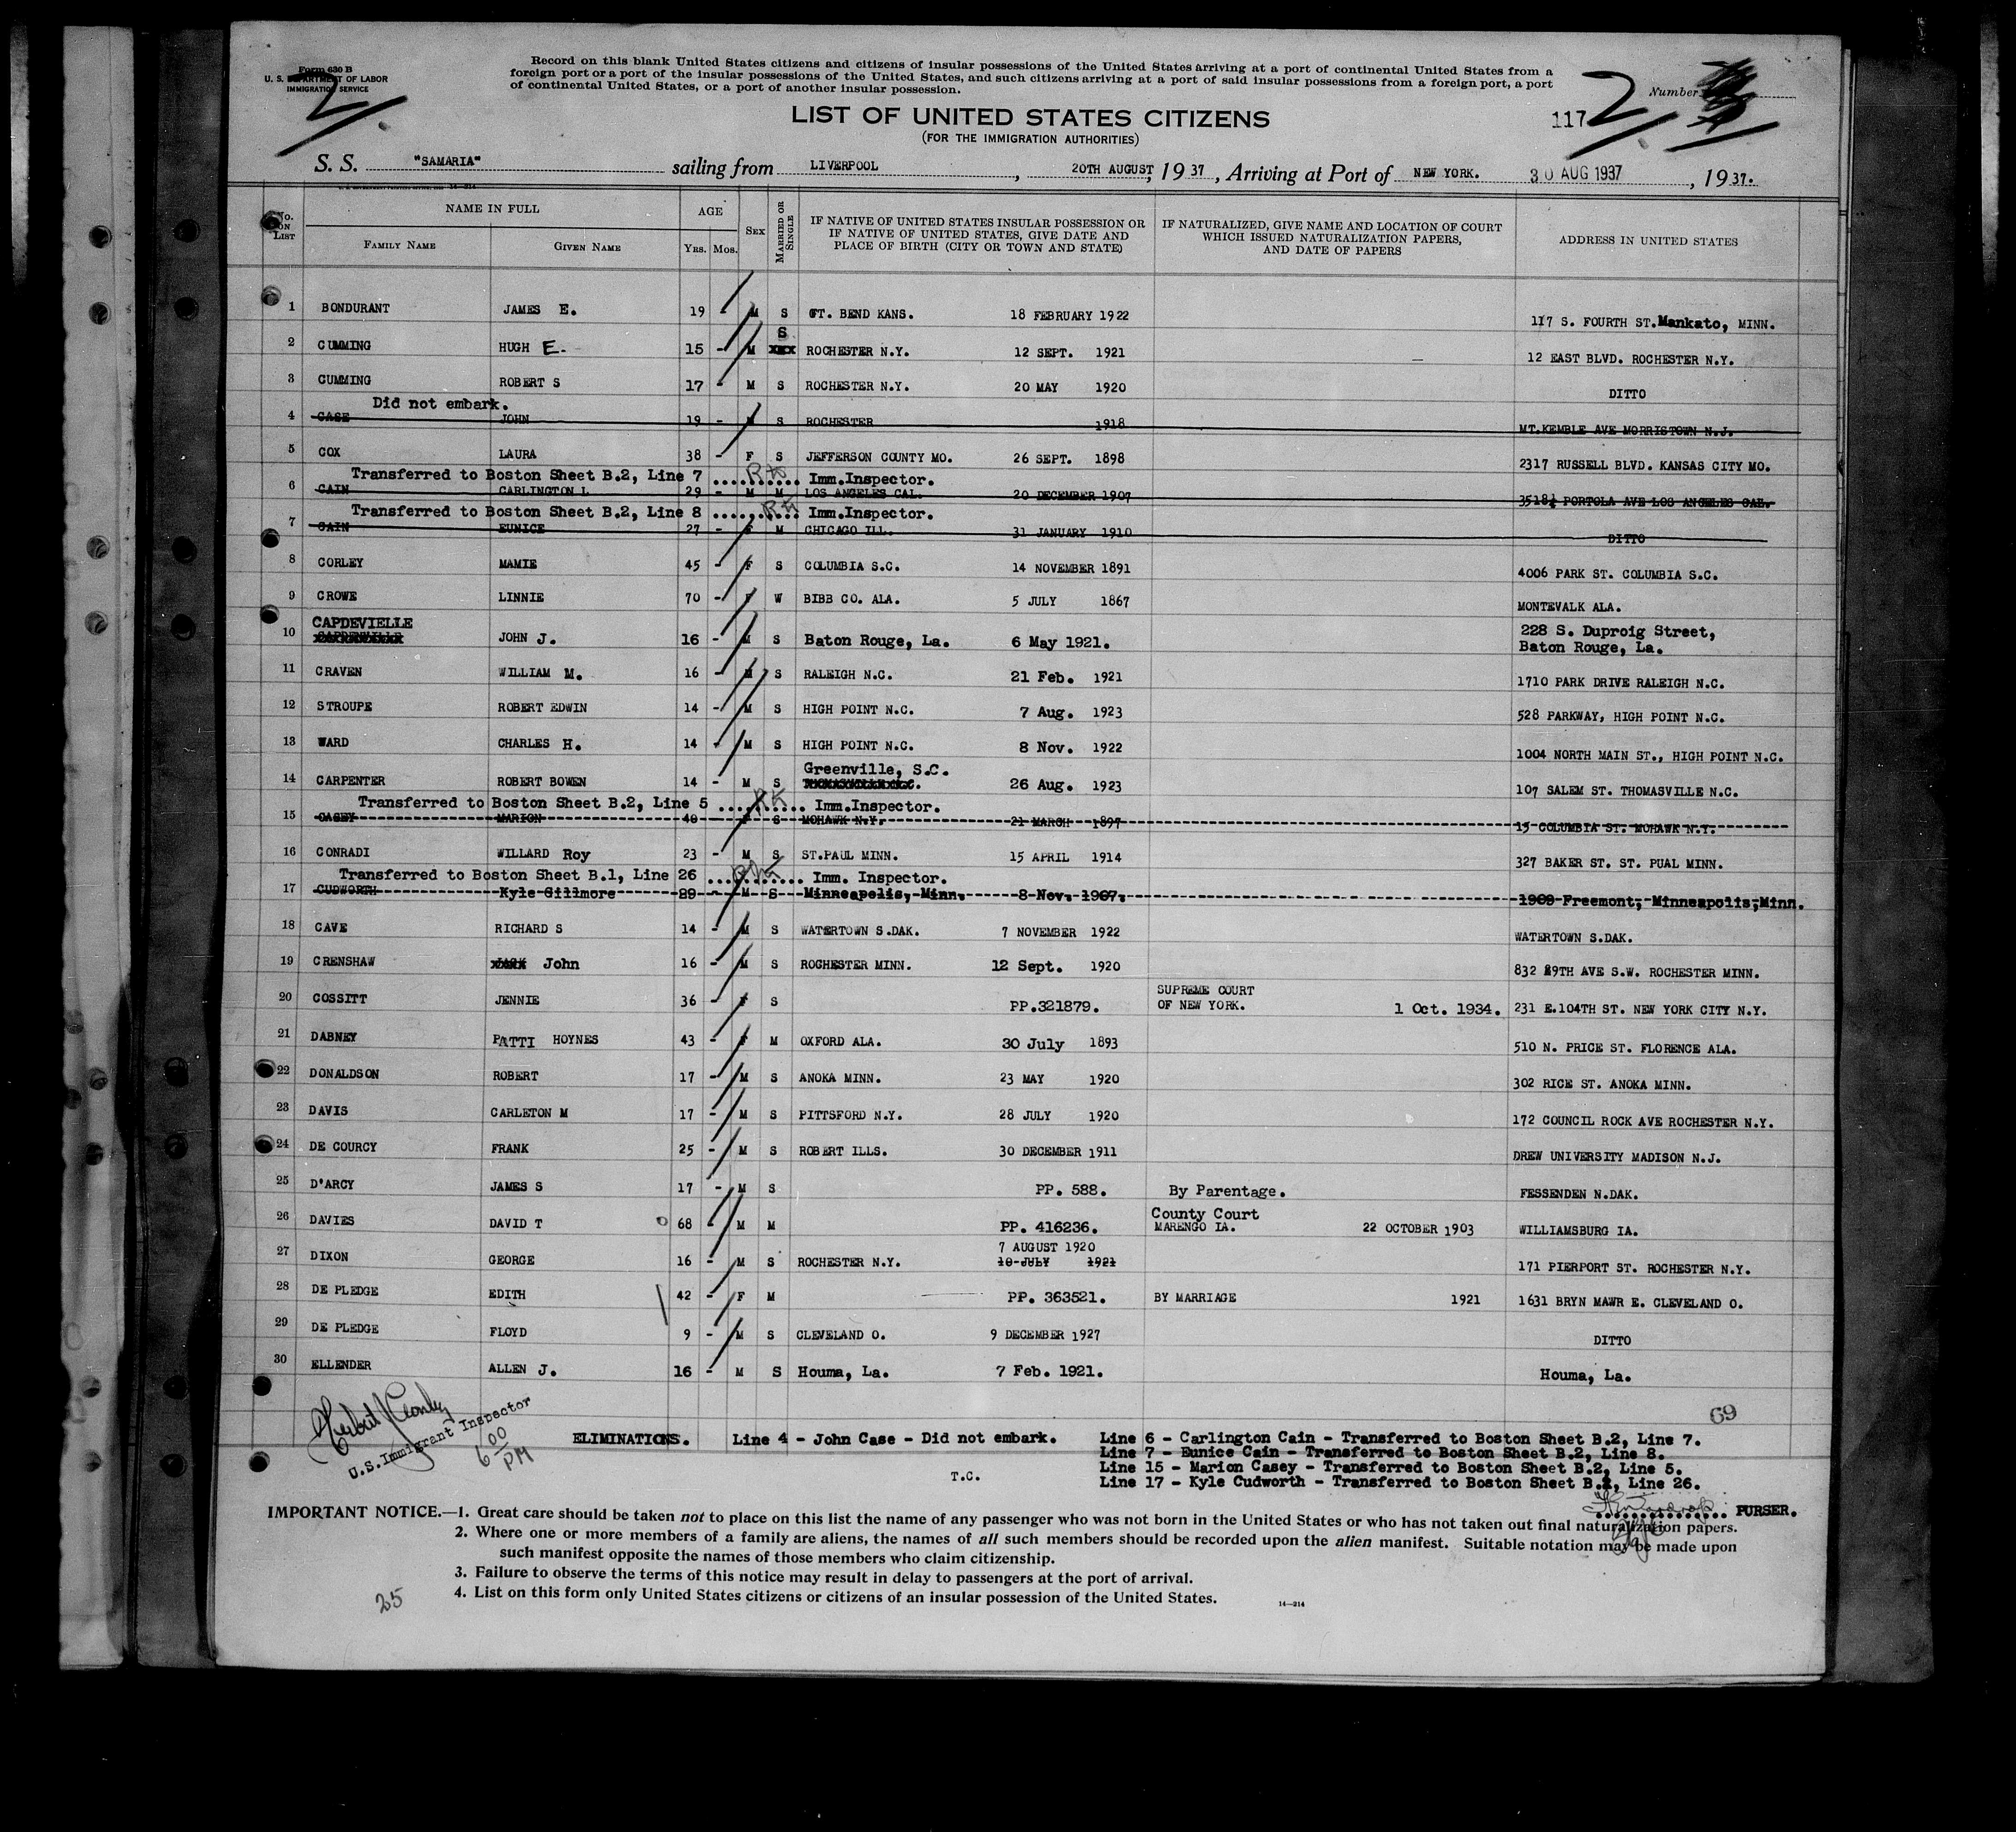 Form 630 B
U. S. DEPARTMENT OF LABOR
IMMIGRATION SERVICE
2
Record on this blank United States citizens and citizens of insular possessions of the United States arriving at a port of continental United States from a
foreign port or a port of the insular possessions of the United States, and such citizens arriving at a port of said insular possessions from a foreign port, a port
of continental United States, or a port of another insular possession.
Number
117 2
LIST OF UNITED STATES CITIZENS
(FOR THE IMMIGRATION AUTHORITIES)
S. S. "SAMARIA" sailing from LIVERPOOL, 20TH AUGUST, 1937, Arriving at Port of NEW YORK. 30 AUG 1937, 1937.
No. ON LIST NAME IN FULL AGE SEX MARRIED OR SINGLE IF NATIVE OF UNITED STATES INSULAR POSSESSION OR IF NATIVE OF UNITED STATES, GIVE DATE AND PLACE OF BIRTH (CITY OR TOWN AND STATE) IF NATURALIZED, GIVE NAME AND LOCATION OF COURT WHICH ISSUED NATURALIZATION PAPERS, AND DATE OF PAPERS ADDRESS IN UNITED STATES
FAMILY NAME GIVEN NAME YRS. MOS.
1 BONDURANT JAMES E. 19 - M S GT. BEND KANS. 18 FEBRUARY 1922 117 S. FOURTH ST. Mankato, MINN.
S
2 CUMMING HUGH E. 15 - M XXX ROCHESTER N.Y. 12 SEPT. 1921 — 12 EAST BLVD. ROCHESTER N.Y.
3 CUMMING ROBERT S 17 - M S ROCHESTER N.Y. 20 MAY 1920 DITTO
Did not embark.
4 CASE JOHN 19 - M S ROCHESTER 1918 MT.KEMBLE AVE MORRISTOWN N.J.
5 COX LAURA 38 - F S JEFFERSON COUNTY MO. 26 SEPT. 1898 2317 RUSSELL BLVD. KANSAS CITY MO.
Transferred to Boston Sheet B.2, Line 7 .......... Imm.Inspector.
6 CAIN CARLINGTON L 29 - M M LOS ANGELES CAL. 20 DECEMBER 1907 3518½ PORTOLA AVE LOS ANGELES CAL.
Transferred to Boston Sheet B.2, Line 8 .......... Imm.Inspector.
7 CAIN EUNICE 27 - F M CHICAGO ILL. 31 JANUARY 1910 DITTO
8 CORLEY MAMIE 45 - F S COLUMBIA S.C. 14 NOVEMBER 1891 4006 PARK ST. COLUMBIA S.C.
9 CROWE LINNIE 70 - F W BIBB CO. ALA. 5 JULY 1867 MONTEVALK ALA.
CAPDEVIELLE 228 S. Duproig Street,
10 JOHN J. 16 - M S Baton Rouge, La. 6 May 1921. Baton Rouge, La.
11 CRAVEN WILLIAM M. 16 - M S RALEIGH N.C. 21 Feb. 1921 1710 PARK DRIVE RALEIGH N.C.
12 STROUPE ROBERT EDWIN 14 - M S HIGH POINT N.C. 7 Aug. 1923 528 PARKWAY, HIGH POINT N.C.
13 WARD CHARLES H. 14 - M S HIGH POINT N.C. 8 Nov. 1922 1004 NORTH MAIN ST., HIGH POINT N.C.
Greenville, S.C.
14 CARPENTER ROBERT BOWEN 14 - M S 26 Aug. 1923 107 SALEM ST. THOMASVILLE N.C.
Transferred to Boston Sheet B.2, Line 5 .......... Imm.Inspector.
15 CASEY MARION 40 F S MOHAWK N.Y. 21 MARCH 1897 15 COLUMBIA ST. MOHAWK N.Y.
16 CONRADI WILLARD Roy 23 - M S ST.PAUL MINN. 15 APRIL 1914 327 BAKER ST. ST. PUAL MINN.
Transferred to Boston Sheet B.1, Line 26 .......... Imm. Inspector.
17 CUDWORTH Kyle Gillmore 29 - M S Minneapolis, Minn. 8 Nov. 1907. 1909 Freemont, Minneapolis, Minn.
18 CAVE RICHARD S 14 - M S WATERTOWN S.DAK. 7 NOVEMBER 1922 WATERTOWN S.DAK.
19 CRENSHAW JACK John 16 - M S ROCHESTER MINN. 12 Sept. 1920 832 29TH AVE S.W. ROCHESTER MINN.
SUPREME COURT
20 COSSITT JENNIE 36 - F S PP.321879. OF NEW YORK. 1 Oct. 1934. 231 E.104TH ST. NEW YORK CITY N.Y.
21 DABNEY PATTI HOYNES 43 - F M OXFORD ALA. 30 July 1893 510 N. PRICE ST. FLORENCE ALA.
22 DONALDSON ROBERT 17 - M S ANOKA MINN. 23 MAY 1920 302 RICE ST. ANOKA MINN.
23 DAVIS CARLETON M 17 - M S PITTSFORD N.Y. 28 JULY 1920 172 COUNCIL ROCK AVE ROCHESTER N.Y.
24 DE COURCY FRANK 25 - M S ROBERT ILLS. 30 DECEMBER 1911 DREW UNIVERSITY MADISON N.J.
25 D'ARCY JAMES S 17 - M S PP. 588. By Parentage. FESSENDEN N.DAK.
County Court
26 DAVIES DAVID T 68 - M M PP. 416236. MARENGO IA. 22 OCTOBER 1903 WILLIAMSBURG IA.
7 AUGUST 1920
27 DIXON GEORGE 16 - M S ROCHESTER N.Y. 10 JULY 1921 171 PIERPORT ST. ROCHESTER N.Y.
28 DE PLEDGE EDITH 42 - F M PP. 363521. BY MARRIAGE 1921 1631 BRYN MAWR E. CLEVELAND O.
29 DE PLEDGE FLOYD 9 - M S CLEVELAND O. 9 DECEMBER 1927 DITTO
30 ELLENDER ALLEN J. 16 - M S Houma, La. 7 Feb. 1921. Houma, La.
69
U.S. Immigrant Inspector
6 00 PM
ELIMINATIONS. Line 4 - John Case - Did not embark. Line 6 - Carlington Cain - Transferred to Boston Sheet B.2, Line 7.
Line 7 - Eunice Cain - Transferred to Boston Sheet B.2, Line 8.
T.C. Line 15 - Marion Casey - Transferred to Boston Sheet B.2, Line 5.
Line 17 - Kyle Cudworth - Transferred to Boston Sheet B.1, Line 26.
............... PURSER.
IMPORTANT NOTICE.—1. Great care should be taken not to place on this list the name of any passenger who was not born in the United States or who has not taken out final naturalization papers.
2. Where one or more members of a family are aliens, the names of all such members should be recorded upon the alien manifest. Suitable notation may be made upon
such manifest opposite the names of those members who claim citizenship.
3. Failure to observe the terms of this notice may result in delay to passengers at the port of arrival.
4. List on this form only United States citizens or citizens of an insular possession of the United States.
14—214
25